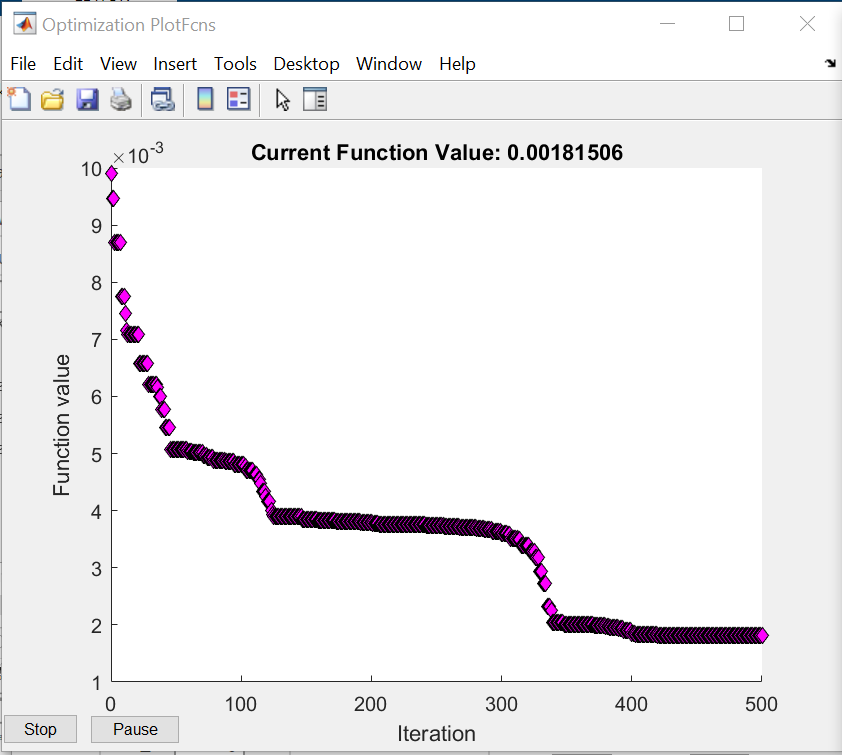 Optimization PlotFcns
File Edit View Insert Tools Desktop Window Help
×10-3
Current Function Value: 0.00181506
10
9
8
7
6
5
4
3
2
1
Function value
0 100 200 300 400 500
Iteration
Stop Pause